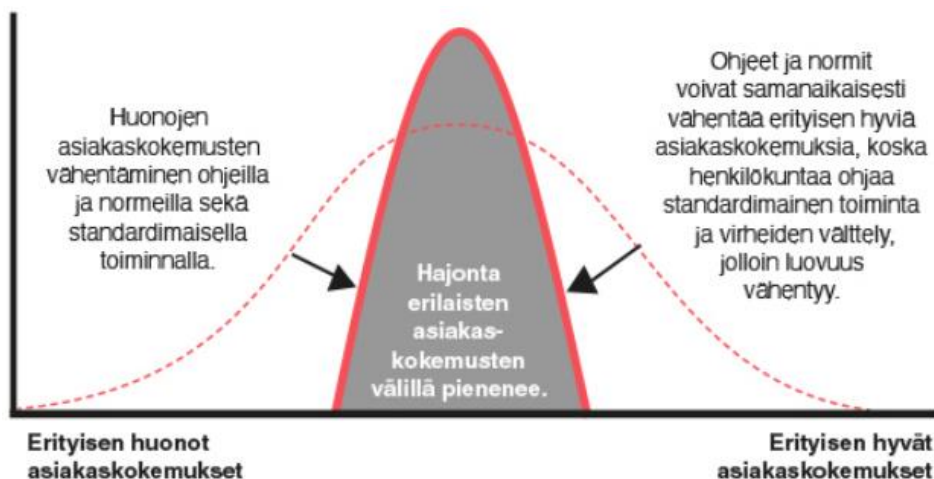 Huonojen
asiakaskokemusten
vähentäminen ohjeilla
ja normeilla sekä
standardimaisella
toiminnalla.
Ohjeet ja normit
voivat samanaikaisesti
vähentää erityisen hyviä
asiakaskokemuksia, koska
henkilökuntaa ohjaa
standardimainen toiminta
ja virheiden välttely,
jolloin luovuus
vähentyy.
Hajonta
erilaisten
asiakas-
kokemusten
välillä pienenee.
Erityisen huonot
asiakaskokemukset
Erityisen hyvät
asiakaskokemukset